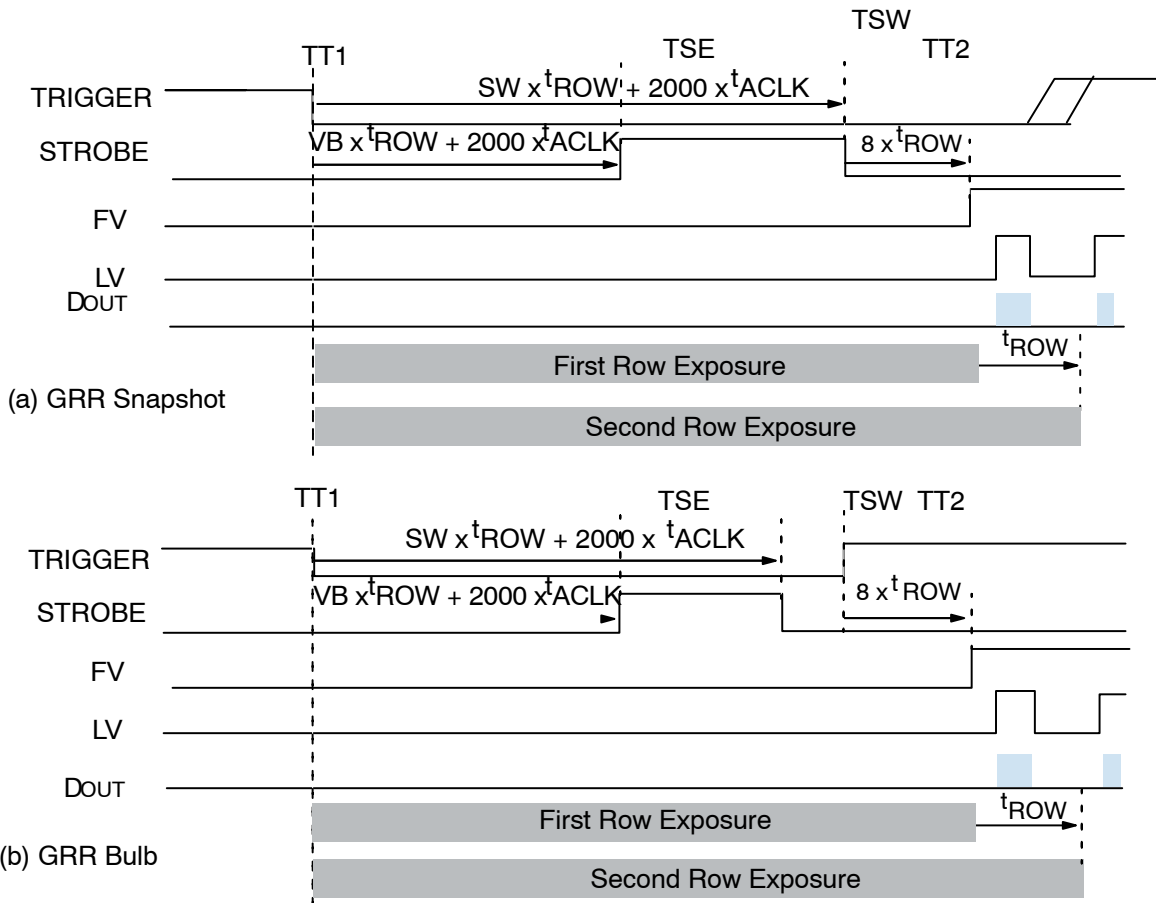 TSW
TT1 TSE TT2
SW x tROW + 2000 x tACLK
TRIGGER
VB x tROW + 2000 x tACLK 8 x tROW
STROBE
FV
LV
DOUT
tROW
First Row Exposure
(a) GRR Snapshot
Second Row Exposure
TT1 TSE TSW TT2
SW x tROW + 2000 x tACLK
TRIGGER
VB x tROW + 2000 x tACLK 8 x tROW
STROBE
FV
LV
DOUT
tROW
First Row Exposure
(b) GRR Bulb
Second Row Exposure